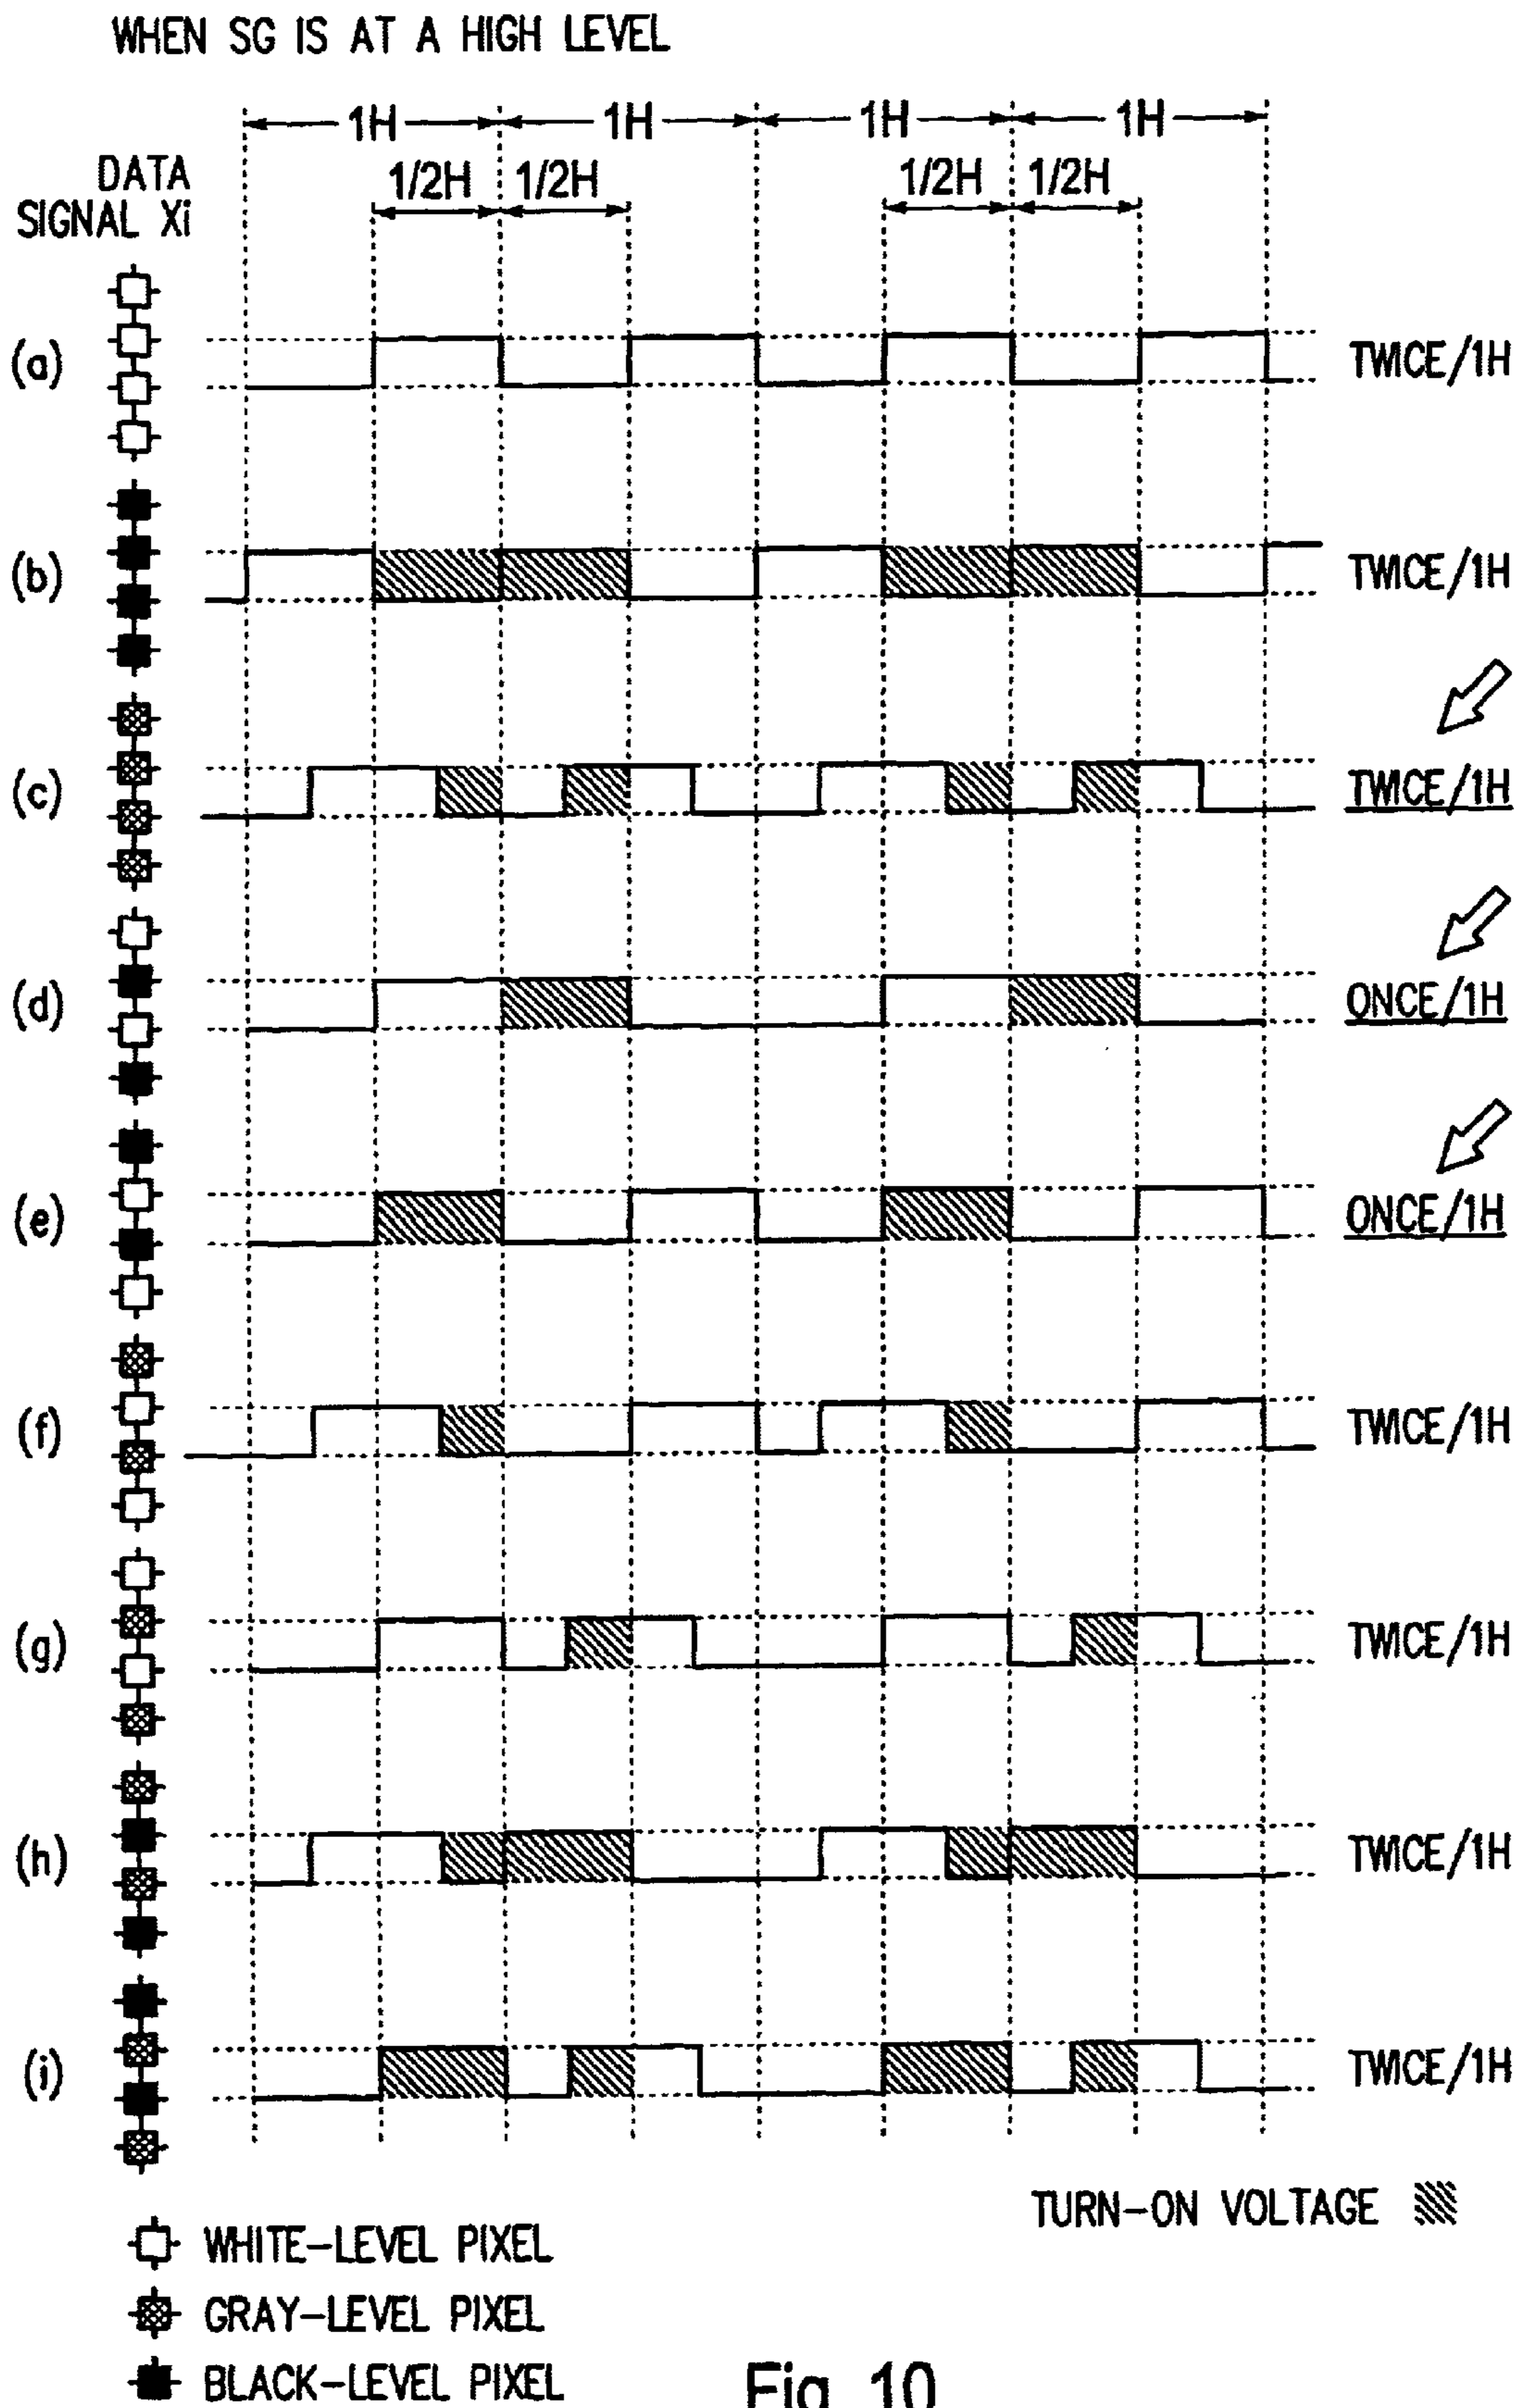 WHEN SG IS AT A HIGH LEVEL
1H 1H 1H 1H
DATA
SIGNAL Xi
1/2H 1/2H 1/2H 1/2H
(a) TWICE/1H
(b) TWICE/1H
(c) TWICE/1H
(d) ONCE/1H
(e) ONCE/1H
(f) TWICE/1H
(g) TWICE/1H
(h) TWICE/1H
(i) TWICE/1H
TURN-ON VOLTAGE
WHITE-LEVEL PIXEL
GRAY-LEVEL PIXEL
BLACK-LEVEL PIXEL
Fig. 10